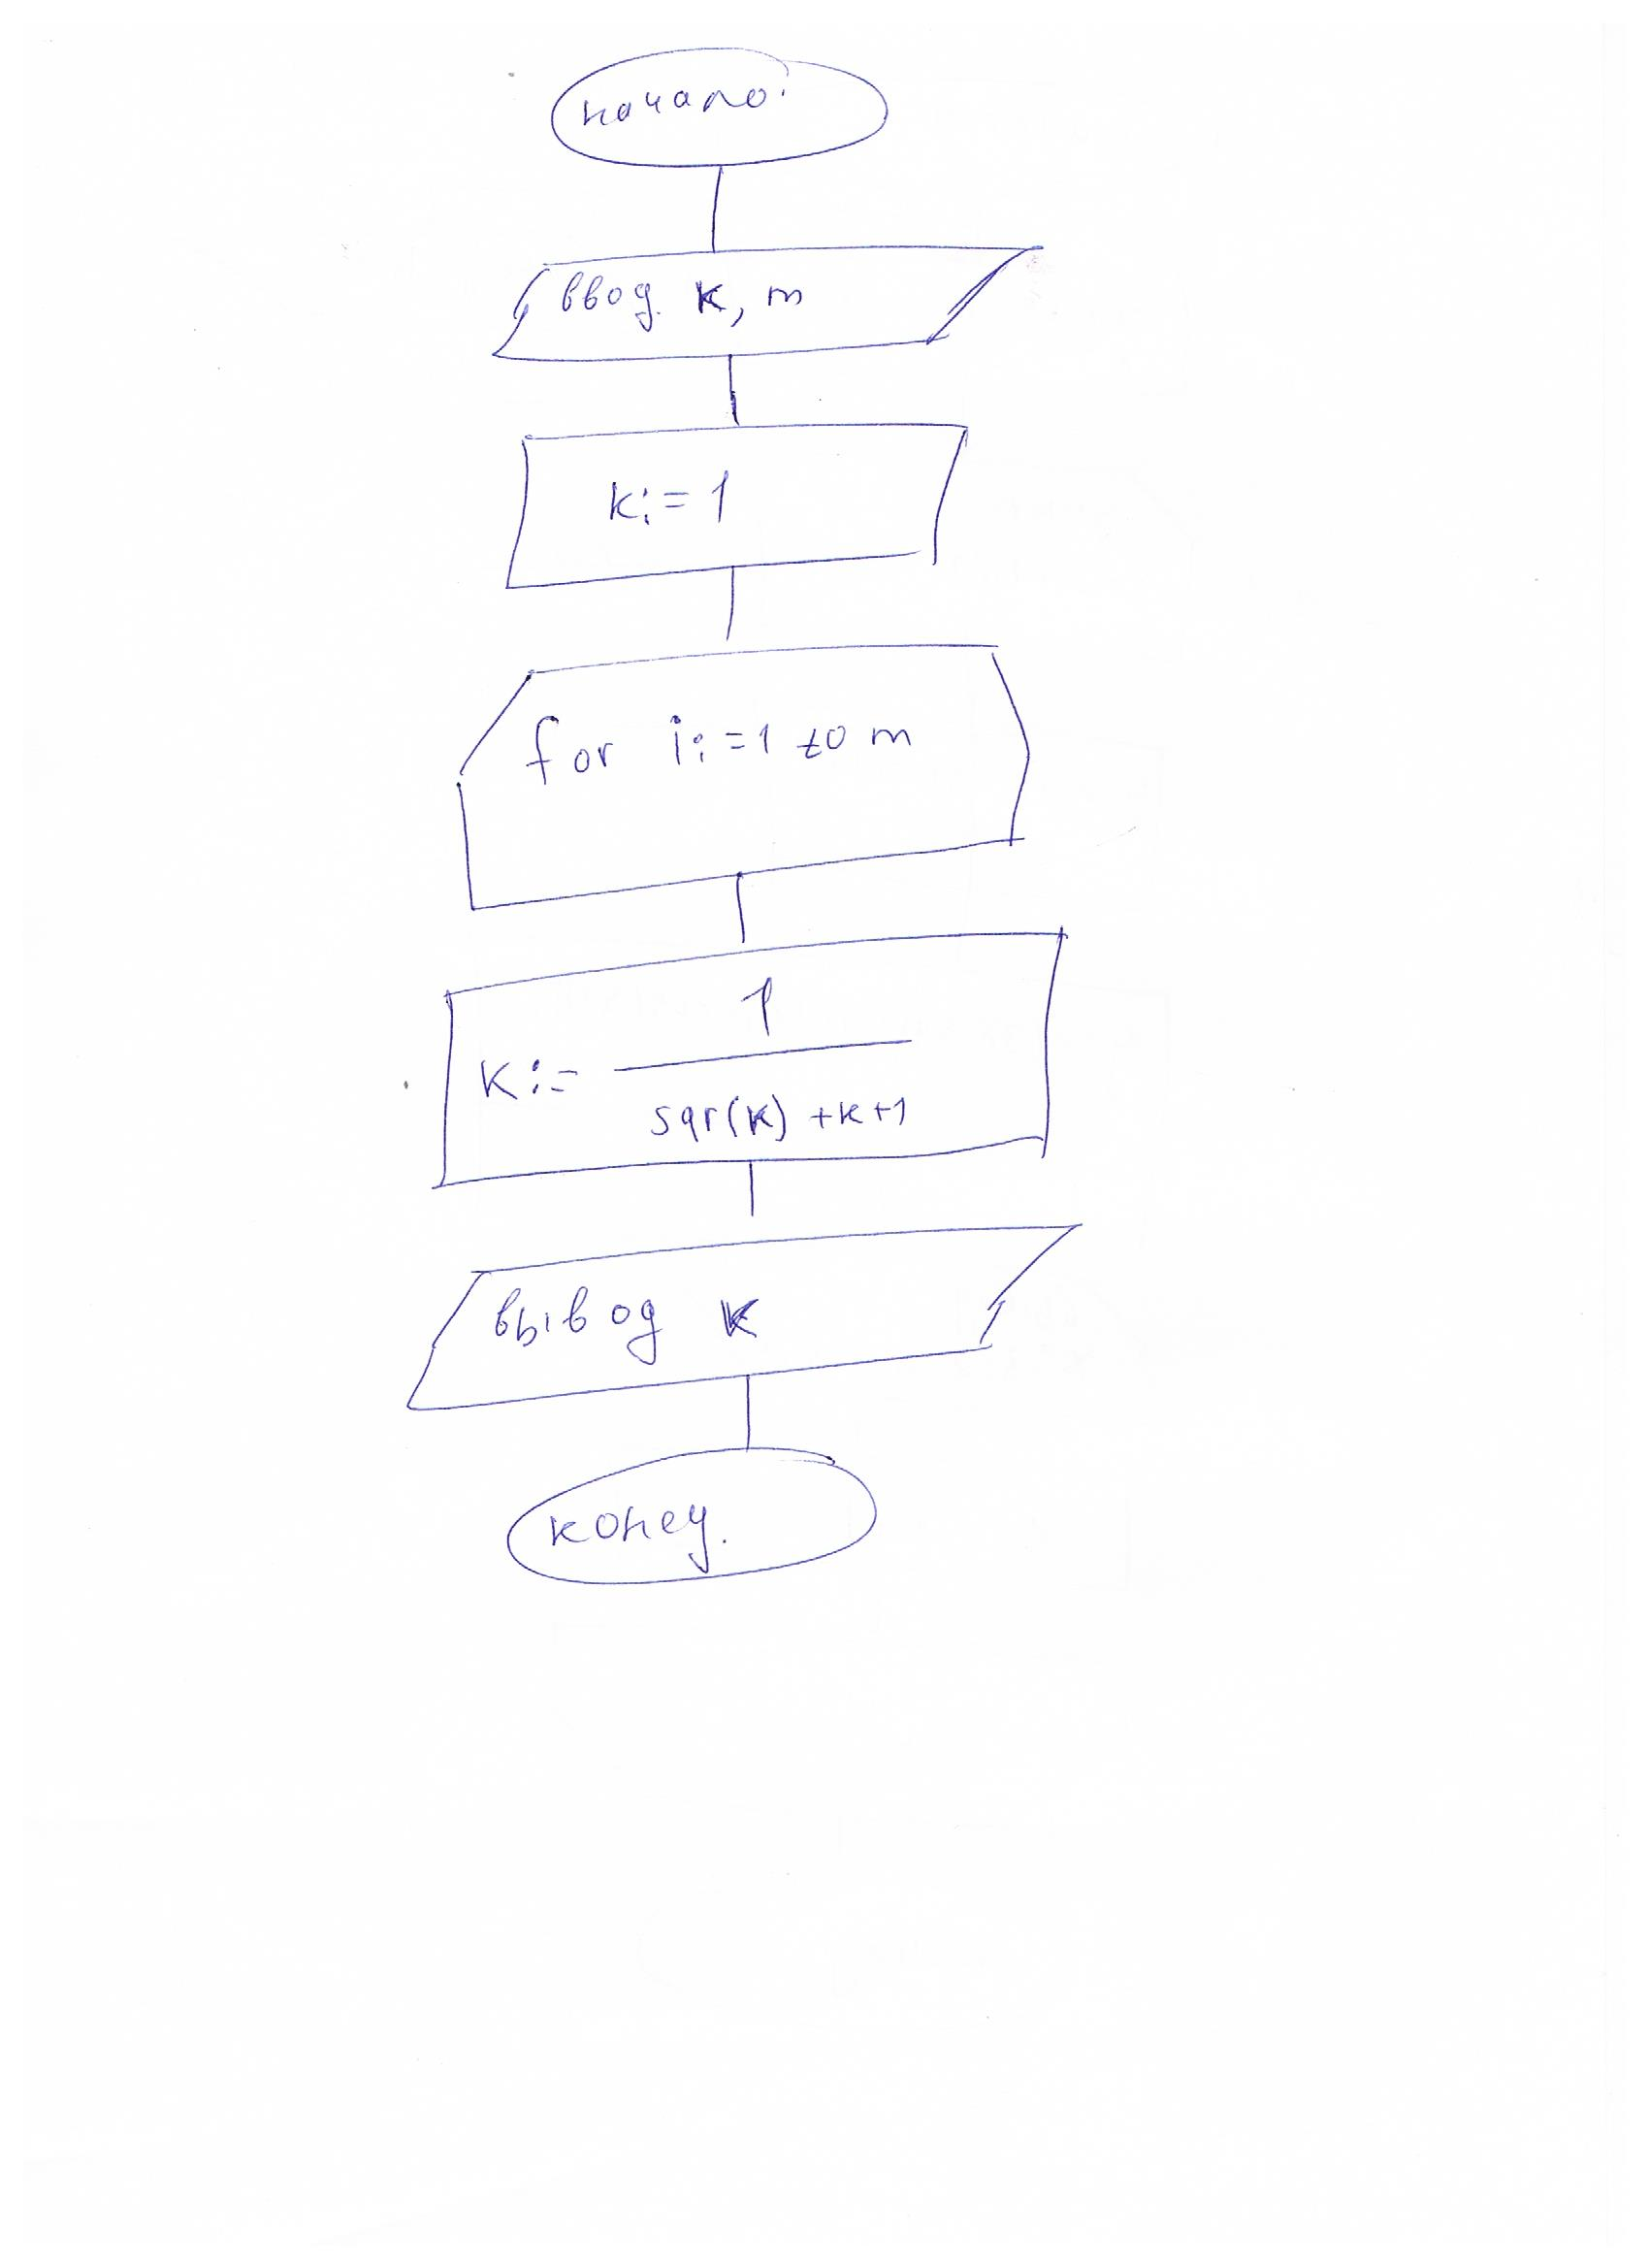 начало.
ввод. к, m
k:=1
for i:=1 to m
1
k:=
sqr(k) +k+1
вывод к
конец.